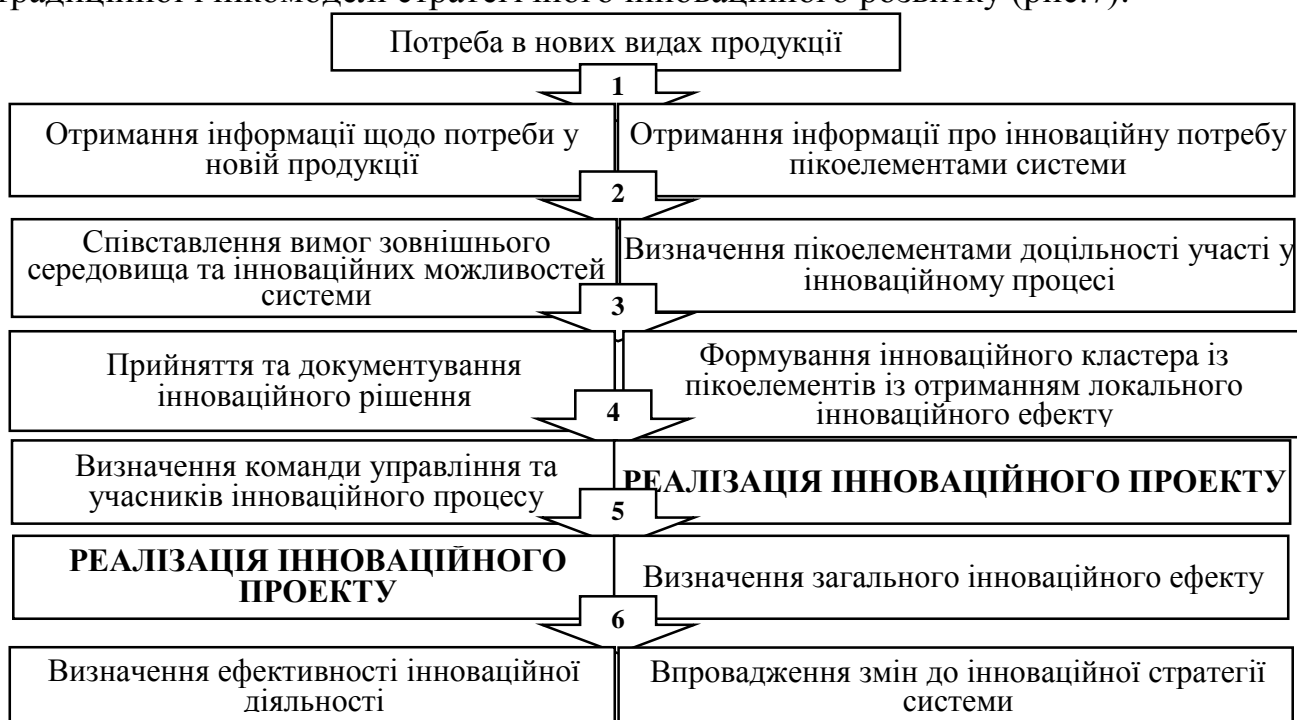 традиційної і пікомоделі стратегічного інноваційного розвитку (рис.7).
Потреба в нових видах продукції
1
Отримання інформації щодо потреби у
новій продукції
Отримання інформації про інноваційну потребу
пікоелементами системи
2
Співставлення вимог зовнішнього
середовища та інноваційних можливостей
системи
Визначення пікоелементами доцільності участі у
інноваційному процесі
3
Прийняття та документування
інноваційного рішення
Формування інноваційного кластера із
пікоелементів із отриманням локального
інноваційного ефекту
4
Визначення команди управління та
учасників інноваційного процесу
РЕАЛІЗАЦІЯ ІННОВАЦІЙНОГО ПРОЕКТУ
5
РЕАЛІЗАЦІЯ ІННОВАЦІЙНОГО
ПРОЕКТУ
Визначення загального інноваційного ефекту
6
Визначення ефективності інноваційної
діяльності
Впровадження змін до інноваційної стратегії
системи